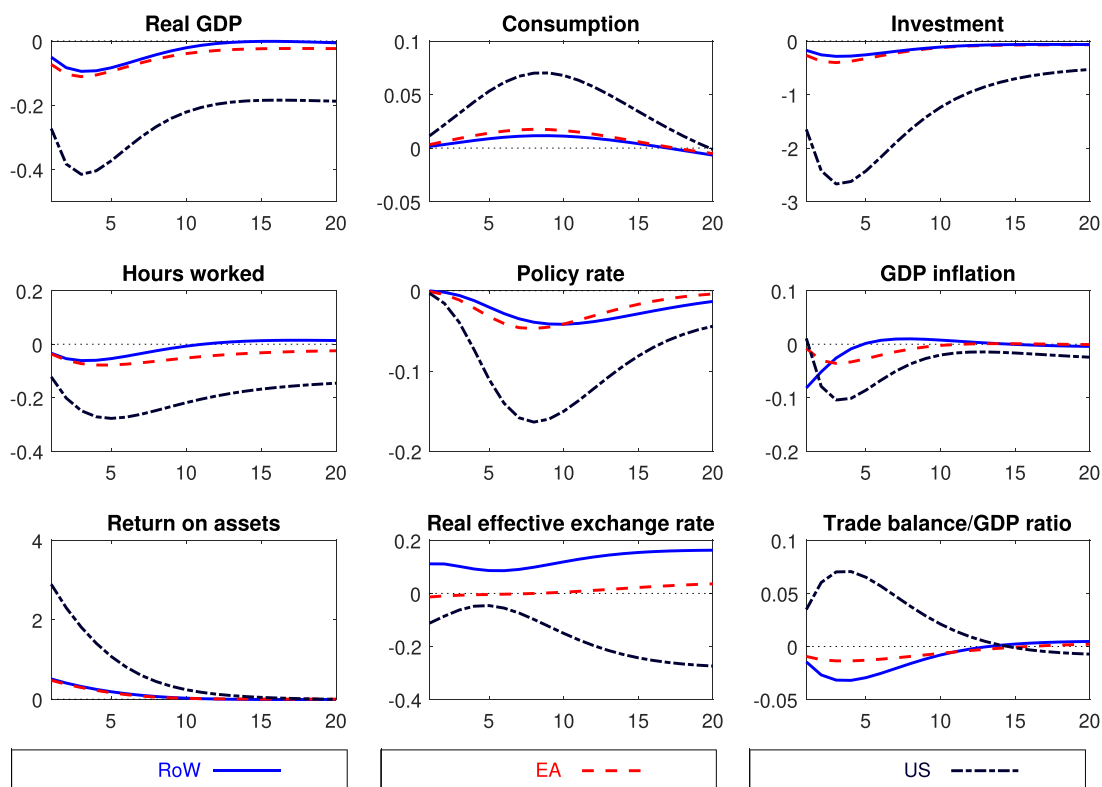 Real GDP
Consumption
Investment
0
-0.2
-0.4
5 10 15 20
0.1
0.05
0
-0.05
5 10 15 20
0
-1
-2
-3
5 10 15 20
Hours worked
Policy rate
GDP inflation
0.2
0
-0.2
-0.4
5 10 15 20
0
-0.1
-0.2
5 10 15 20
0.1
0
-0.1
-0.2
5 10 15 20
Return on assets
Real effective exchange rate
Trade balance/GDP ratio
4
2
0
5 10 15 20
0.2
0
-0.2
-0.4
5 10 15 20
0.1
0.05
0
-0.05
5 10 15 20
RoW
EA
US